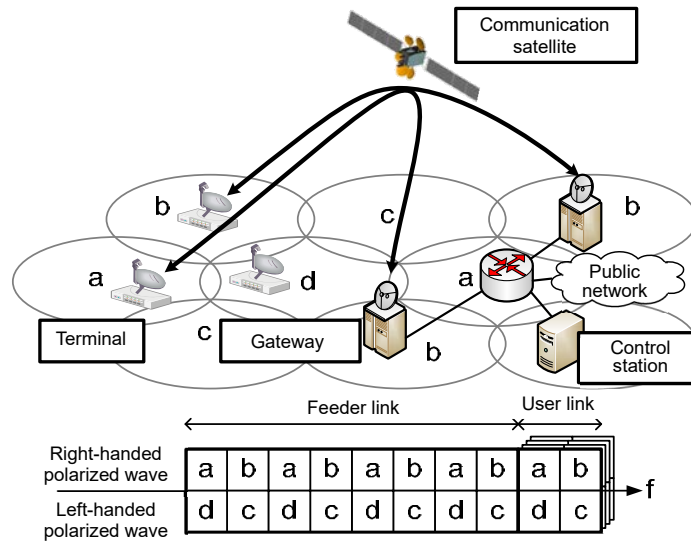 Communication
satellite
b
c
b
a
d
a
Public
network
Terminal
c
Gateway
b
Control
station
Feeder link
User link
Right-handed
polarized wave
a b a b a b a b a b
f
Left-handed
polarized wave
d c d c d c d c d c